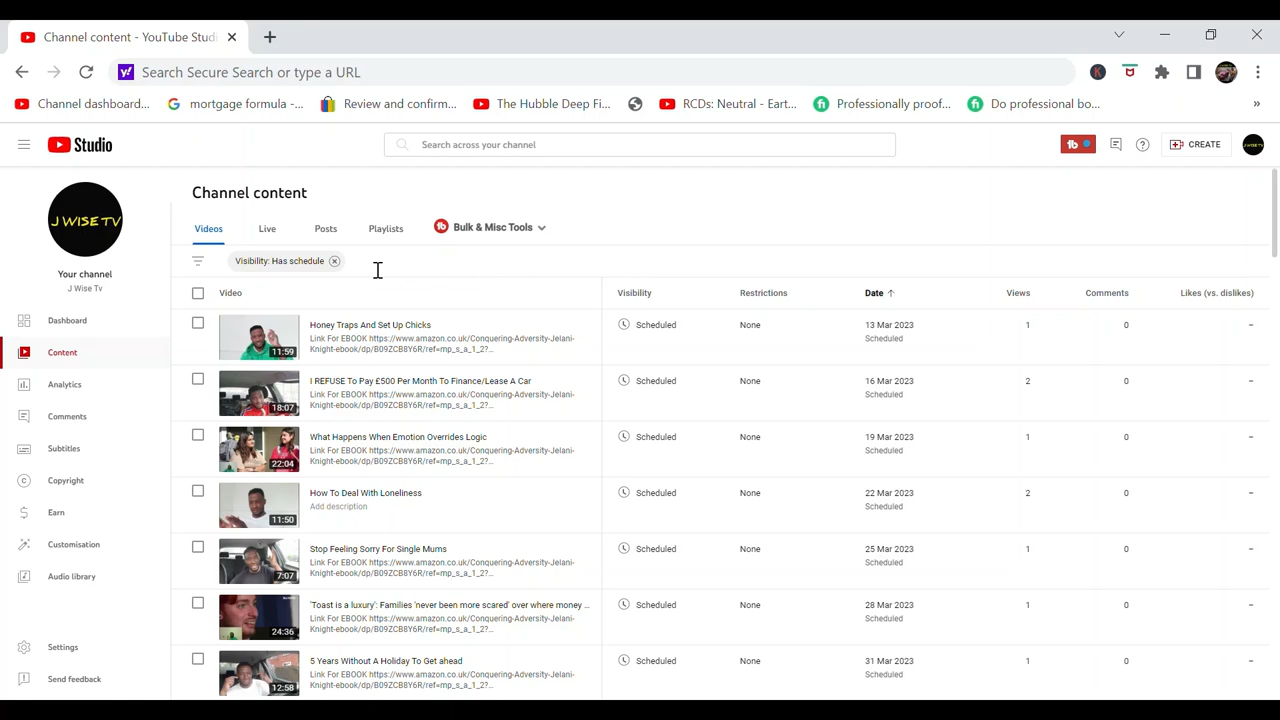 Channel content - YouTube Studi
Search Secure Search or type a URL
K
Channel dashboard...
mortgage formula -...
Review and confirm...
The Hubble Deep Fi...
RCDs: Neutral - Eart...
Professionally proof...
Do professional bo...
»
Studio
Search across your channel
tb
CREATE
J WISE TV
Channel content
J WISE TV
Videos
Live
Posts
Playlists
tb Bulk & Misc Tools
Visibility: Has schedule
Your channel
J Wise Tv
Video
Visibility
Restrictions
Date
Views
Comments
Likes (vs. dislikes)
Dashboard
Content
Analytics
Comments
Subtitles
Copyright
Earn
Customisation
Audio library
Settings
Send feedback
11:59
Honey Traps And Set Up Chicks
Link For EBOOK https://www.amazon.co.uk/Conquering-Adversity-Jelani-
Knight-ebook/dp/B09ZCB8Y6R/ref=mp_s_a_1_2?...
Scheduled
None
13 Mar 2023
Scheduled
1
0
–
18:07
I REFUSE To Pay £500 Per Month To Finance/Lease A Car
Link For EBOOK https://www.amazon.co.uk/Conquering-Adversity-Jelani-
Knight-ebook/dp/B09ZCB8Y6R/ref=mp_s_a_1_2?...
Scheduled
None
16 Mar 2023
Scheduled
2
0
–
22:04
What Happens When Emotion Overrides Logic
Link For EBOOK https://www.amazon.co.uk/Conquering-Adversity-Jelani-
Knight-ebook/dp/B09ZCB8Y6R/ref=mp_s_a_1_2?...
Scheduled
None
19 Mar 2023
Scheduled
1
0
–
11:50
How To Deal With Loneliness
Add description
Scheduled
None
22 Mar 2023
Scheduled
2
0
–
7:07
Stop Feeling Sorry For Single Mums
Link For EBOOK https://www.amazon.co.uk/Conquering-Adversity-Jelani-
Knight-ebook/dp/B09ZCB8Y6R/ref=mp_s_a_1_2?...
Scheduled
None
25 Mar 2023
Scheduled
1
0
–
24:36
'Toast is a luxury': Families 'never been more scared' over where money ...
Link For EBOOK https://www.amazon.co.uk/Conquering-Adversity-Jelani-
Knight-ebook/dp/B09ZCB8Y6R/ref=mp_s_a_1_2?...
Scheduled
None
28 Mar 2023
Scheduled
1
0
–
12:58
5 Years Without A Holiday To Get ahead
Link For EBOOK https://www.amazon.co.uk/Conquering-Adversity-Jelani-
Knight-ebook/dp/B09ZCB8Y6R/ref=mp_s_a_1_2?...
Scheduled
None
31 Mar 2023
Scheduled
1
0
–